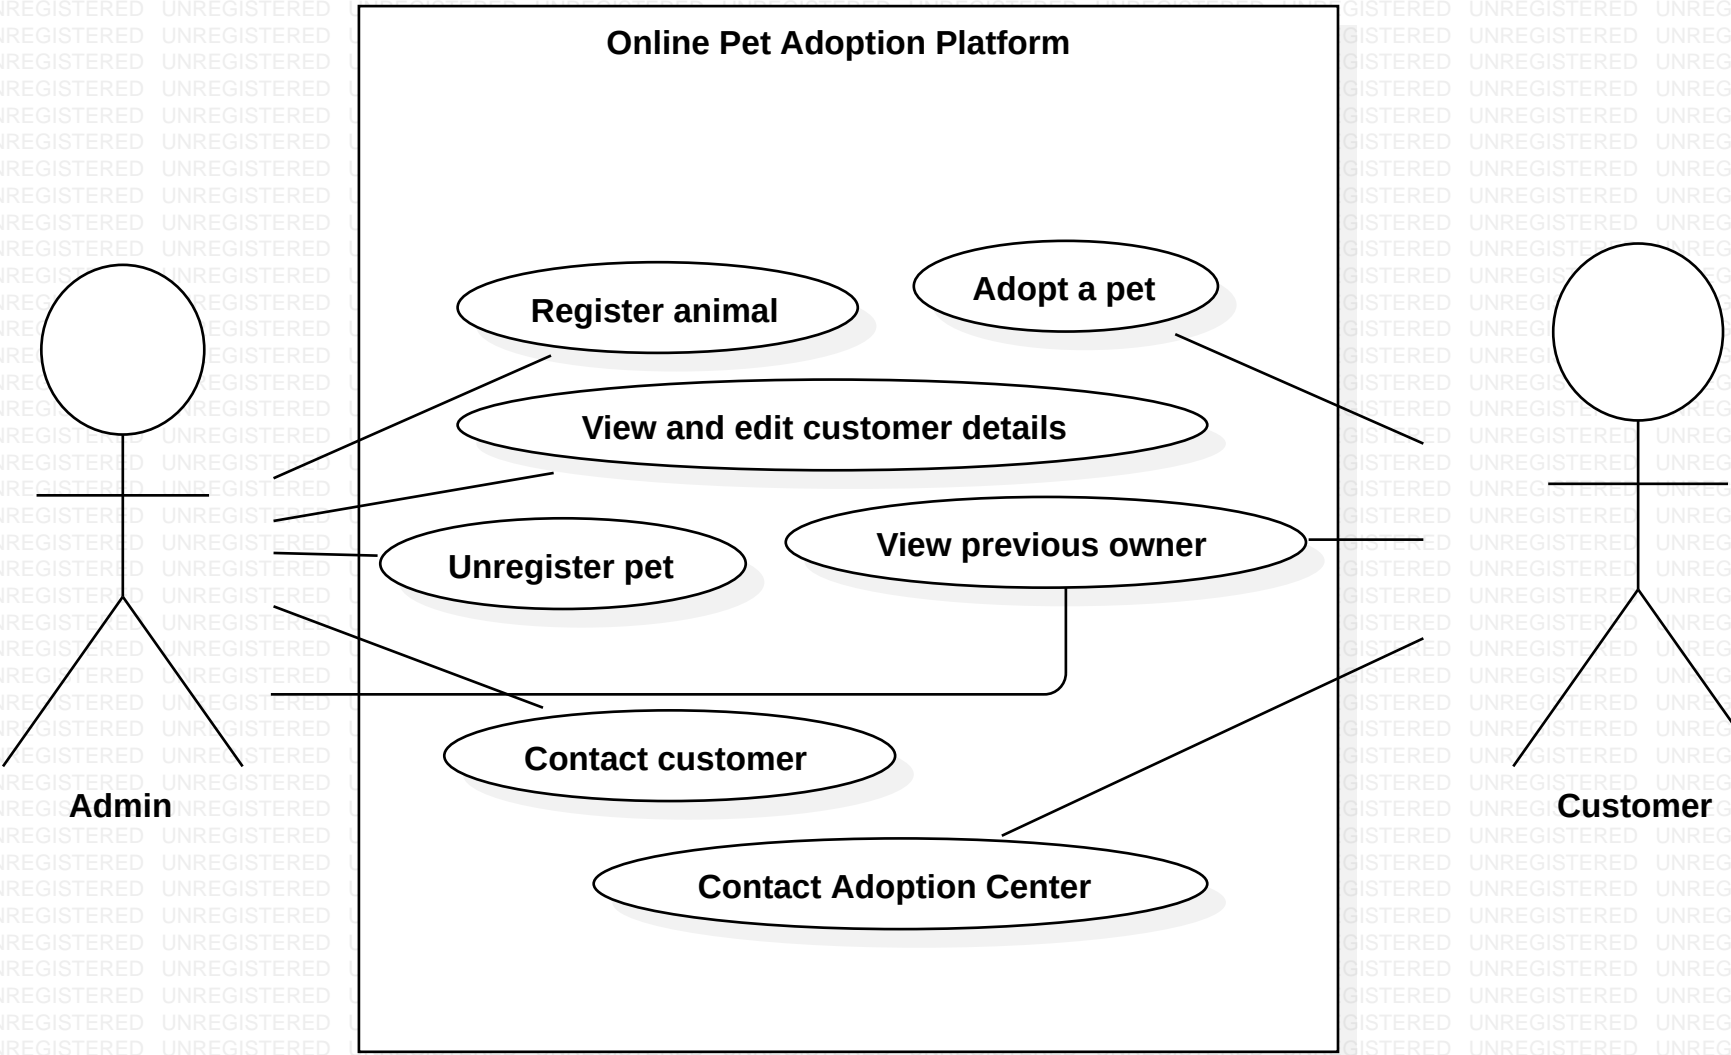 Online Pet Adoption Platform
Adopt a pet
Register animal
View and edit customer details
View previous owner
Unregister pet
Contact customer
Admin
Customer
Contact Adoption Center
UNREGISTERED